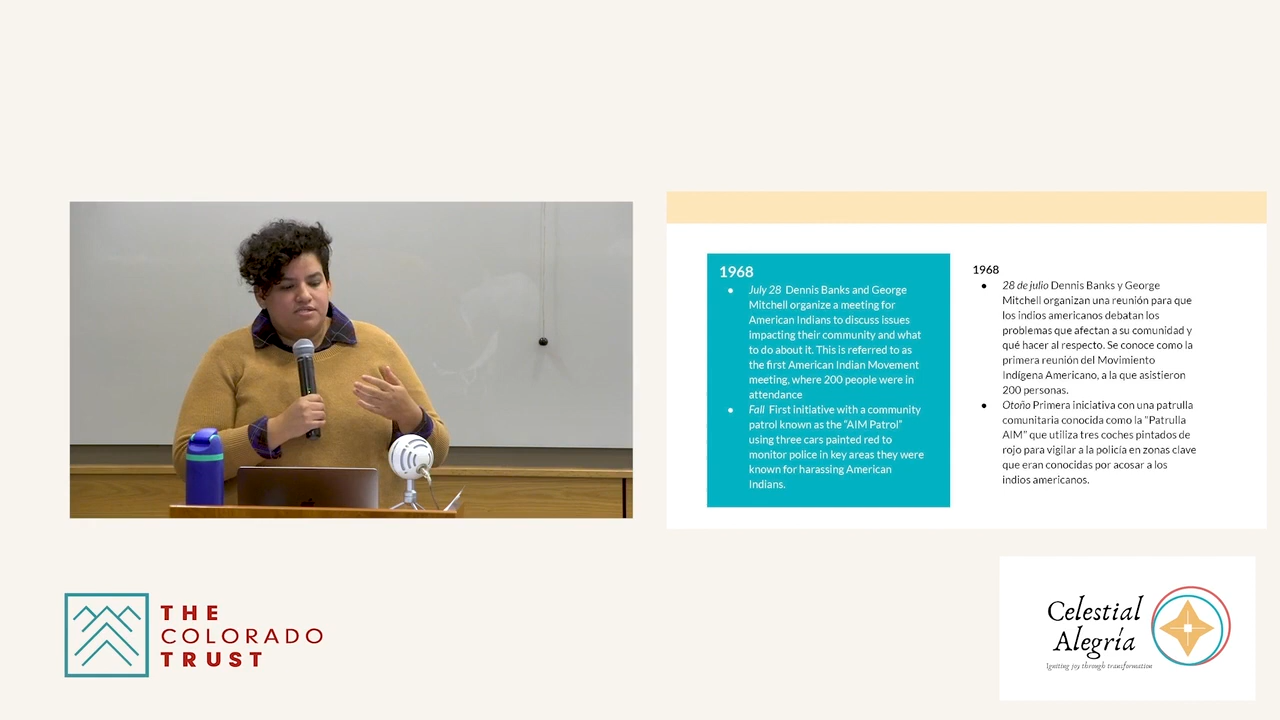 1968
● July 28 Dennis Banks and George
Mitchell organize a meeting for
American Indians to discuss issues
impacting their community and what
to do about it. This is referred to as
the first American Indian Movement
meeting, where 200 people were in
attendance
● Fall First initiative with a community
patrol known as the “AIM Patrol”
using three cars painted red to
monitor police in key areas they were
known for harassing American
Indians.
1968
● 28 de julio Dennis Banks y George
Mitchell organizan una reunión para que
los indios americanos debatan los
problemas que afectan a su comunidad y
qué hacer al respecto. Se conoce como la
primera reunión del Movimiento
Indígena Americano, a la que asistieron
200 personas.
● Otoño Primera iniciativa con una patrulla
comunitaria conocida como la "Patrulla
AIM" que utiliza tres coches pintados de
rojo para vigilar a la policía en zonas clave
que eran conocidas por acosar a los
indios americanos.
THE
COLORADO
TRUST
Celestial
Alegría
Igniting joy through transformation